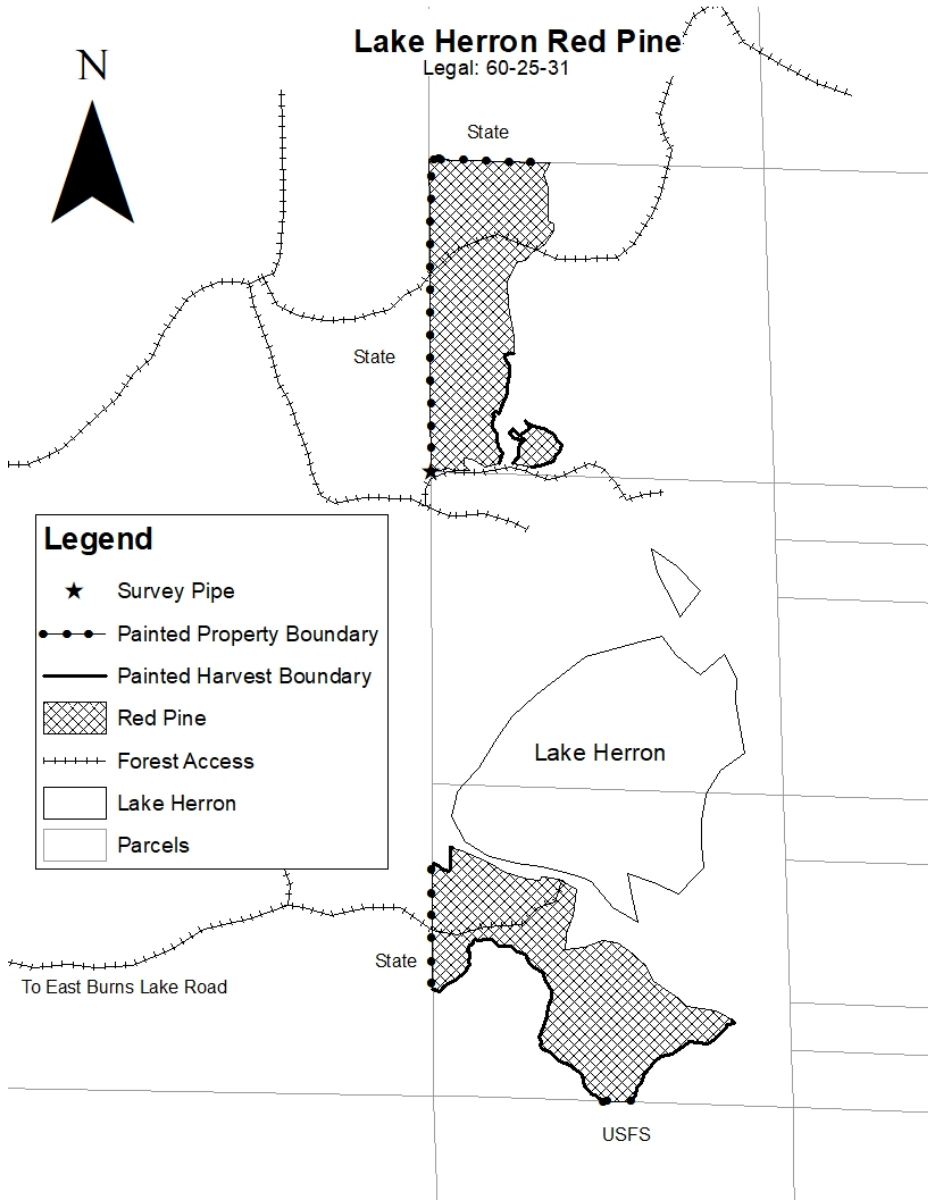 Lake Herron Red Pine
Legal: 60-25-31
N
State
State
Legend
Survey Pipe
Painted Property Boundary
Painted Harvest Boundary
Red Pine
Forest Access
Lake Herron
Parcels
Lake Herron
State
To East Burns Lake Road
USFS